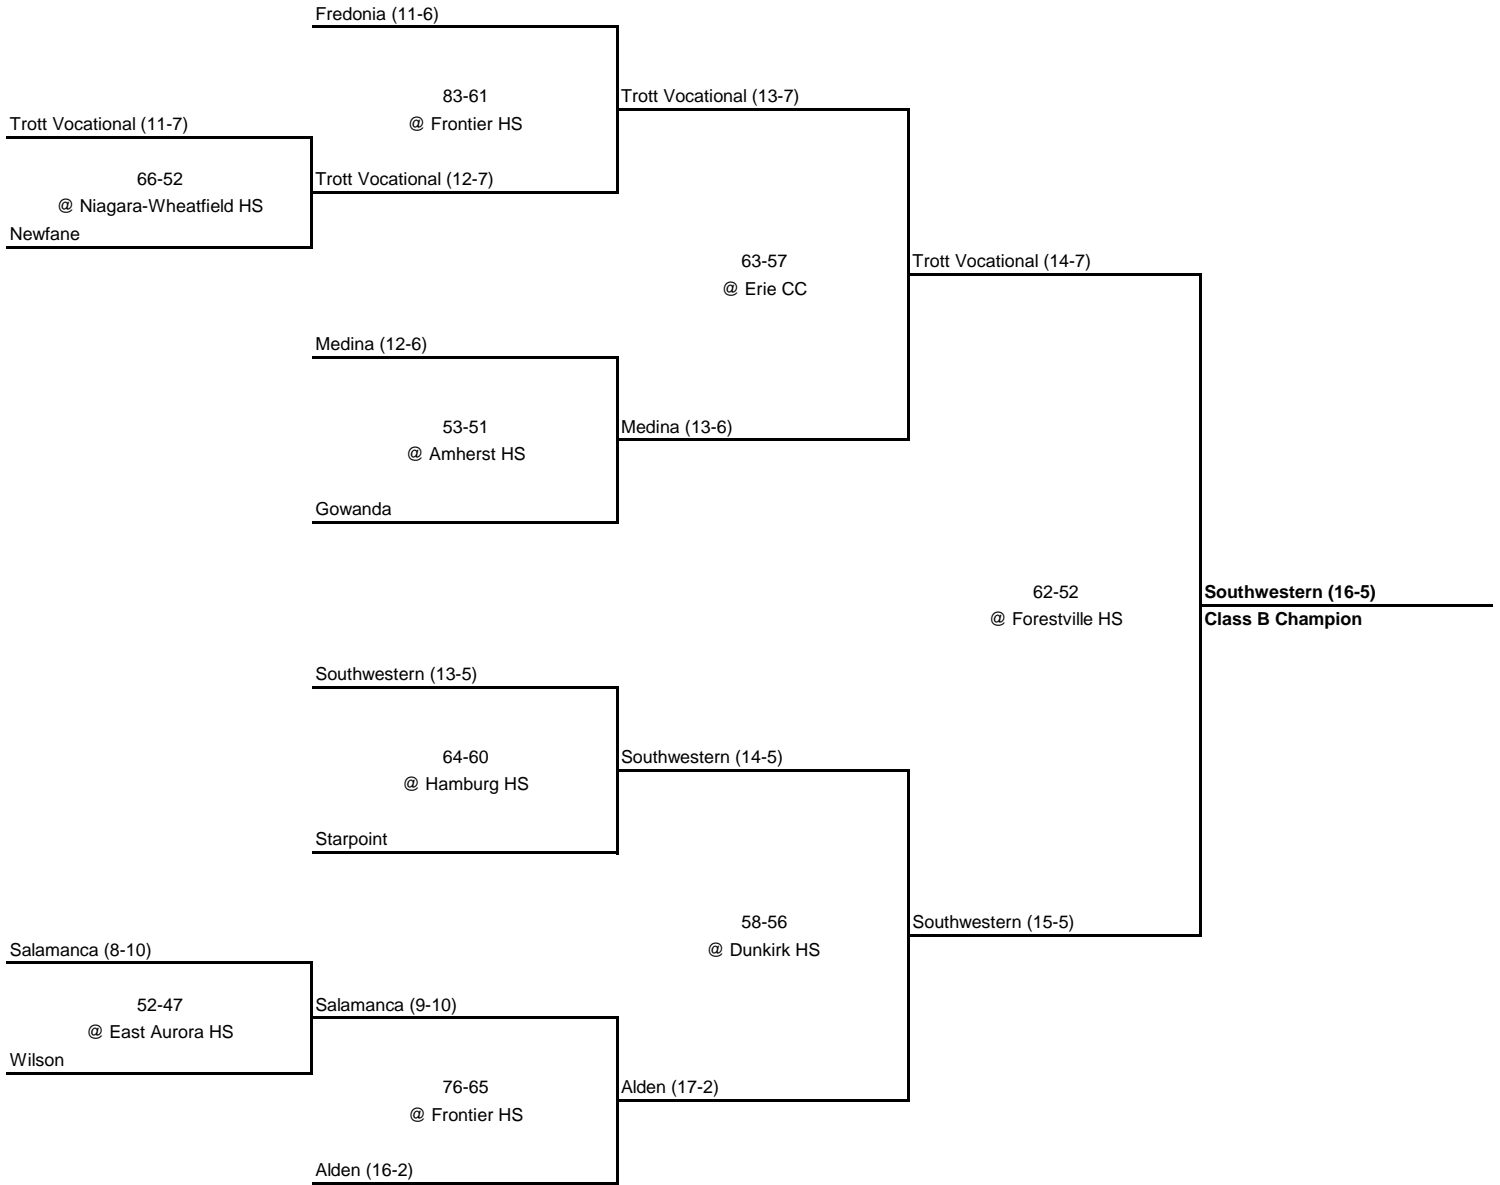 Fredonia (11-6)
83-61
@ Frontier HS
Trott Vocational (13-7)
Trott Vocational (11-7)
66-52
@ Niagara-Wheatfield HS
Trott Vocational (12-7)
Newfane
63-57
@ Erie CC
Trott Vocational (14-7)
Medina (12-6)
53-51
@ Amherst HS
Medina (13-6)
Gowanda
62-52
@ Forestville HS
Southwestern (16-5)
Class B Champion
Southwestern (13-5)
64-60
@ Hamburg HS
Southwestern (14-5)
Starpoint
58-56
@ Dunkirk HS
Southwestern (15-5)
Salamanca (8-10)
52-47
@ East Aurora HS
Salamanca (9-10)
Wilson
76-65
@ Frontier HS
Alden (17-2)
Alden (16-2)